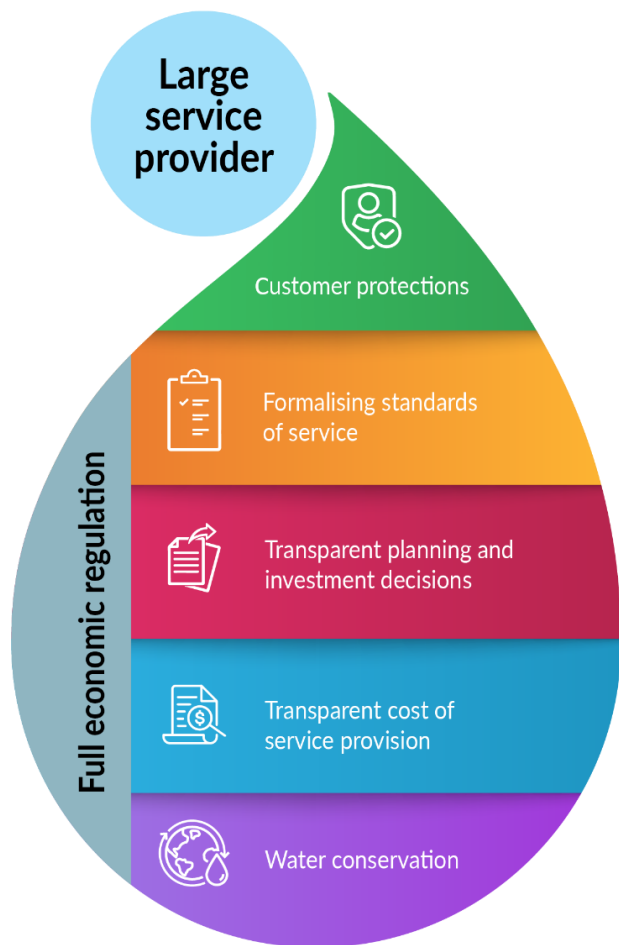 Large
service
provider
Customer protections
Formalising standards
of service
Full economic regulation
Transparent planning and
investment decisions
$
Transparent cost of
service provision
Water conservation